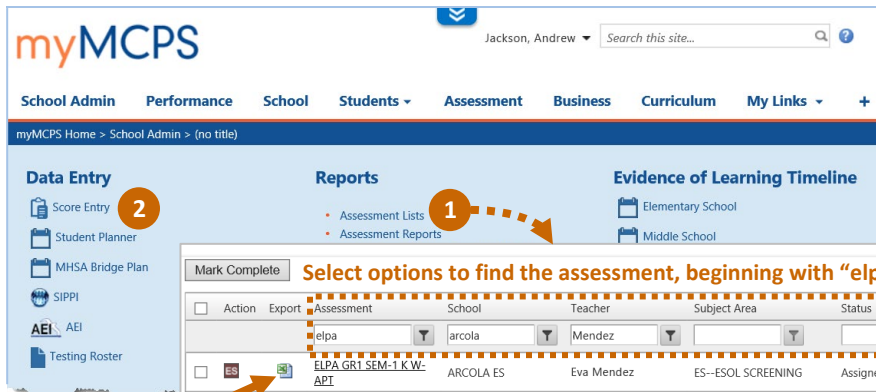 myMCPS
Jackson, Andrew
Search this site...
School Admin Performance School Students Assessment Business Curriculum My Links +
myMCPS Home > School Admin > (no title)
Data Entry Reports Evidence of Learning Timeline
Score Entry 2 Assessment Lists 1 Elementary School
Student Planner Assessment Reports Middle School
MHSA Bridge Plan
SIPPI
AEI AEI
Testing Roster
Mark Complete Select options to find the assessment, beginning with “elp
Action Export Assessment School Teacher Subject Area Status
elpa arcola Mendez
ES ELPA GR1 SEM-1 K W-APT ARCOLA ES Eva Mendez ES--ESOL SCREENING Assigne